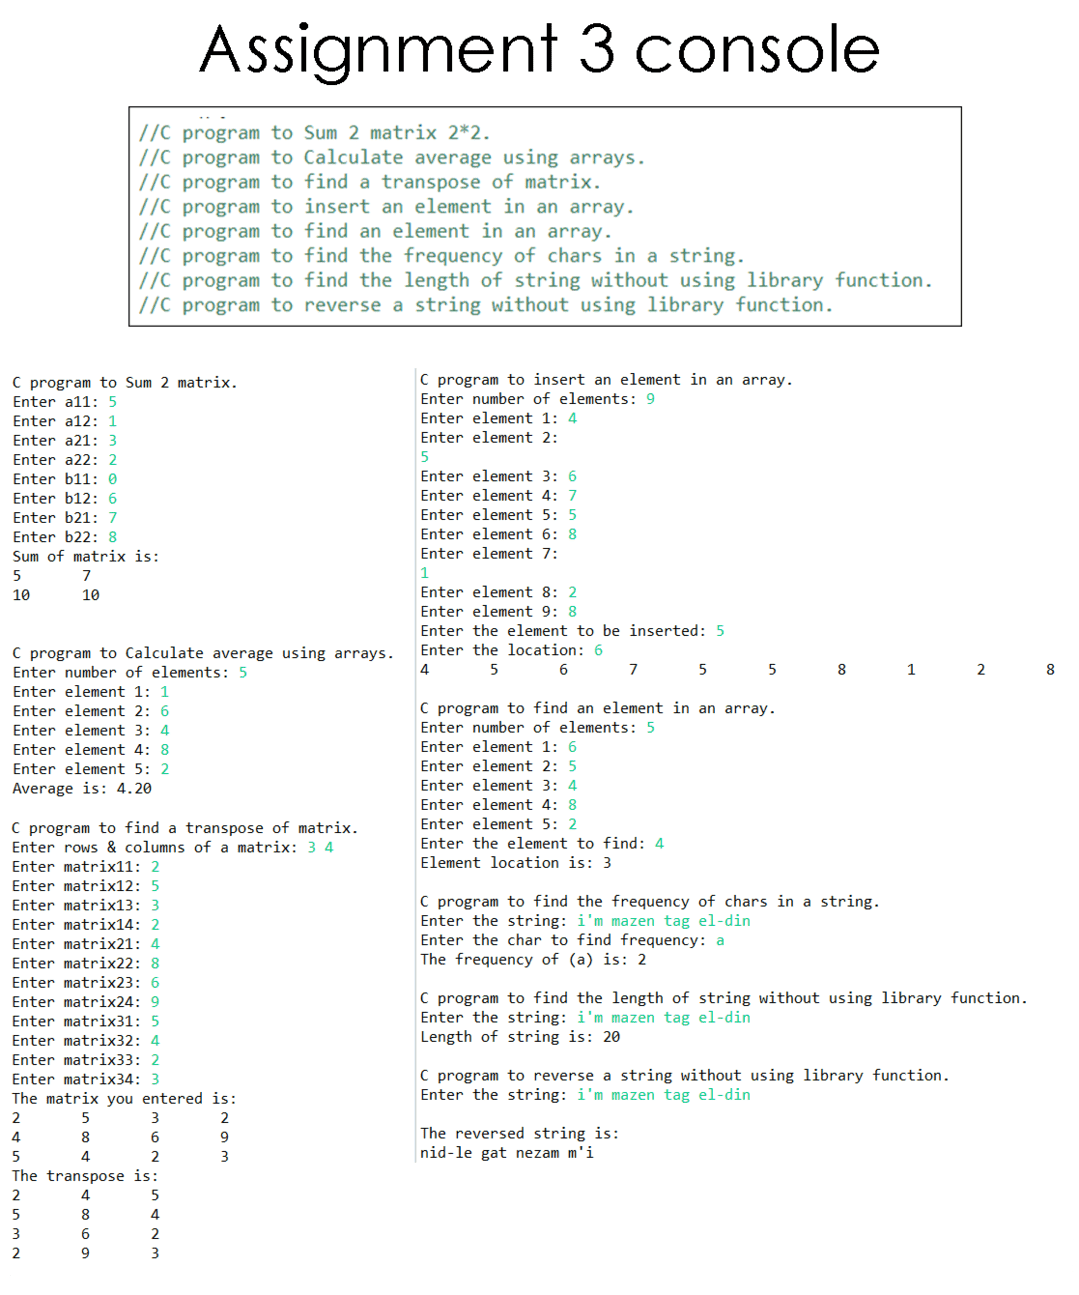 Assignment 3 console
//C program to Sum 2 matrix 2*2.
//C program to Calculate average using arrays.
//C program to find a transpose of matrix.
//C program to insert an element in an array.
//C program to find an element in an array.
//C program to find the frequency of chars in a string.
//C program to find the length of string without using library function.
//C program to reverse a string without using library function.
C program to Sum 2 matrix.
Enter a11: 5
Enter a12: 1
Enter a21: 3
Enter a22: 2
Enter b11: 0
Enter b12: 6
Enter b21: 7
Enter b22: 8
Sum of matrix is:
5 7
10 10
C program to Calculate average using arrays.
Enter number of elements: 5
Enter element 1: 1
Enter element 2: 6
Enter element 3: 4
Enter element 4: 8
Enter element 5: 2
Average is: 4.20
C program to find a transpose of matrix.
Enter rows & columns of a matrix: 3 4
Enter matrix11: 2
Enter matrix12: 5
Enter matrix13: 3
Enter matrix14: 2
Enter matrix21: 4
Enter matrix22: 8
Enter matrix23: 6
Enter matrix24: 9
Enter matrix31: 5
Enter matrix32: 4
Enter matrix33: 2
Enter matrix34: 3
The matrix you entered is:
2 5 3 2
4 8 6 9
5 4 2 3
The transpose is:
2 4 5
5 8 4
3 6 2
2 9 3
C program to insert an element in an array.
Enter number of elements: 9
Enter element 1: 4
Enter element 2:
5
Enter element 3: 6
Enter element 4: 7
Enter element 5: 5
Enter element 6: 8
Enter element 7:
1
Enter element 8: 2
Enter element 9: 8
Enter the element to be inserted: 5
Enter the location: 6
4 5 6 7 5 5 8 1 2 8
C program to find an element in an array.
Enter number of elements: 5
Enter element 1: 6
Enter element 2: 5
Enter element 3: 4
Enter element 4: 8
Enter element 5: 2
Enter the element to find: 4
Element location is: 3
C program to find the frequency of chars in a string.
Enter the string: i'm mazen tag el-din
Enter the char to find frequency: a
The frequency of (a) is: 2
C program to find the length of string without using library function.
Enter the string: i'm mazen tag el-din
Length of string is: 20
C program to reverse a string without using library function.
Enter the string: i'm mazen tag el-din
The reversed string is:
nid-le gat nezam m'i